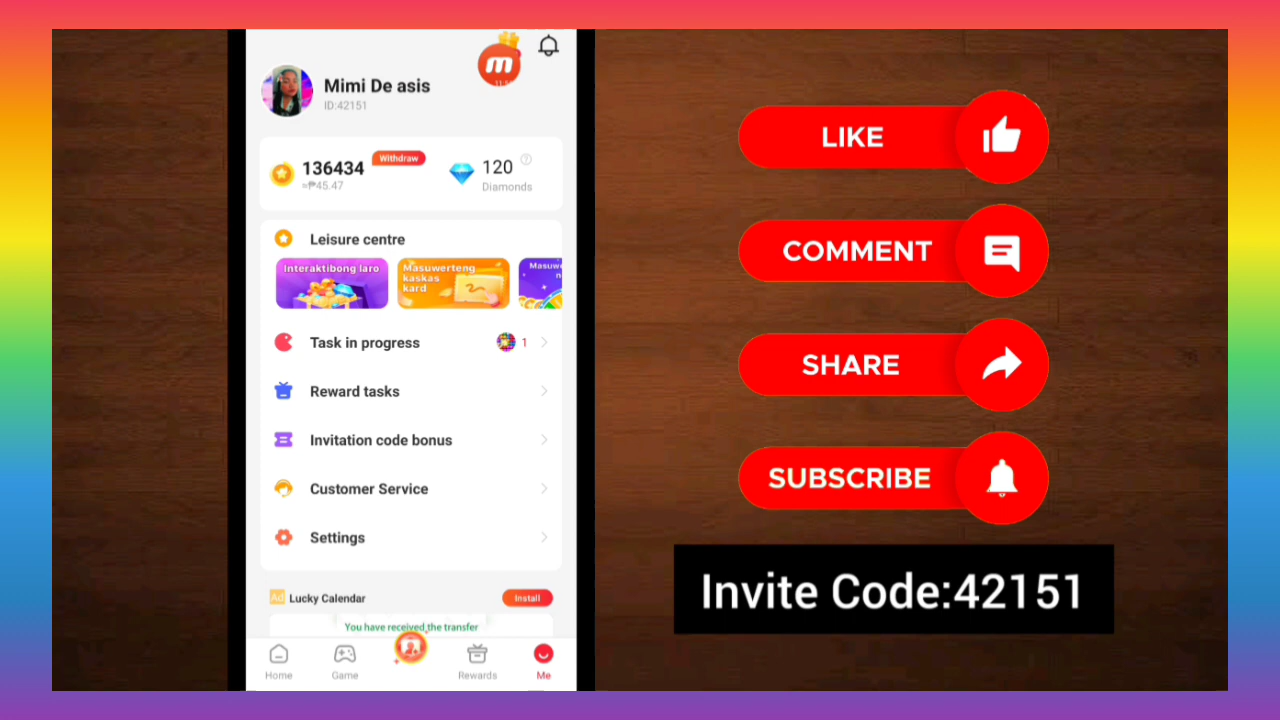 Mimi De asis
ID:42151
136434
Withdraw
≈₱45.47
120
Diamonds
Leisure centre
Interaktibong laro
Masuwerteng
kaskas
kard
Task in progress
1
Reward tasks
Invitation code bonus
Customer Service
Settings
Ad Lucky Calendar
Install
You have received the transfer
Home
Game
Rewards
Me
LIKE
COMMENT
SHARE
SUBSCRIBE
Invite Code:42151